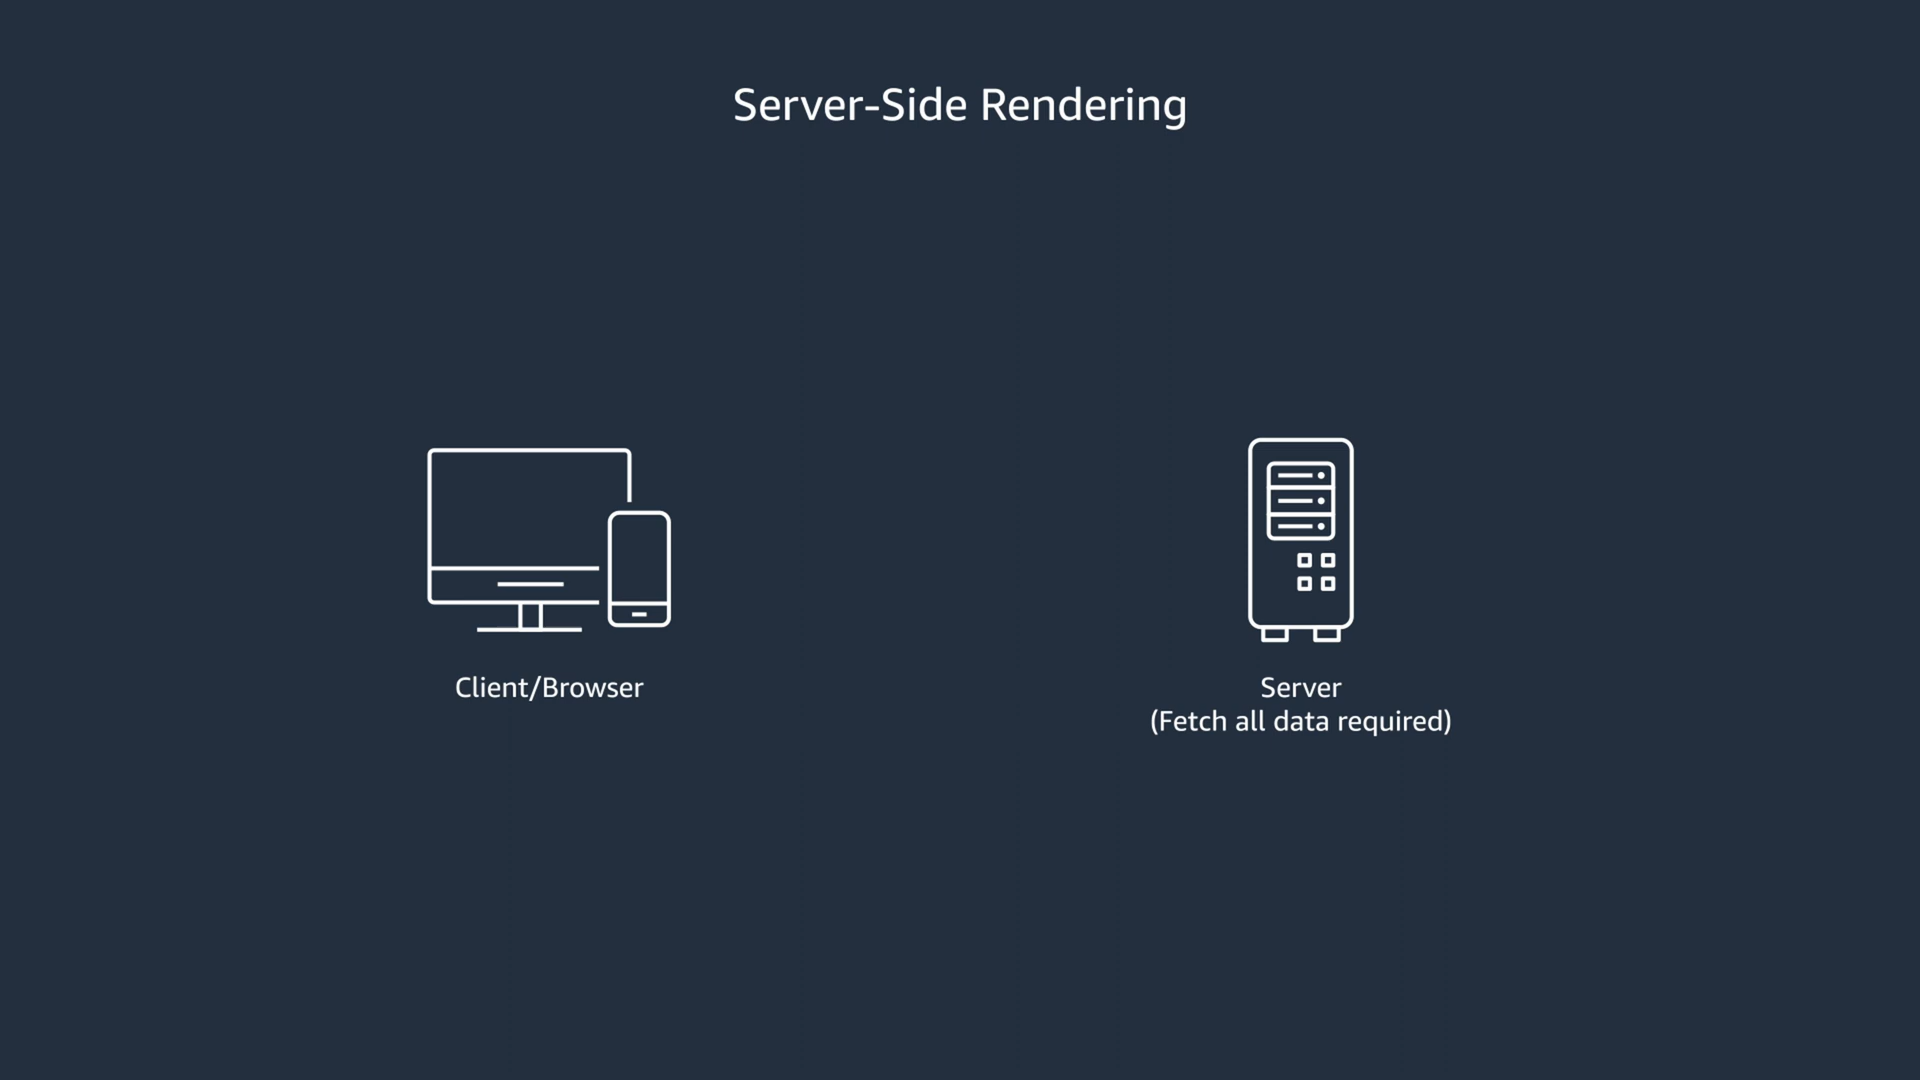 Server-Side Rendering
Client/Browser
Server
(Fetch all data required)